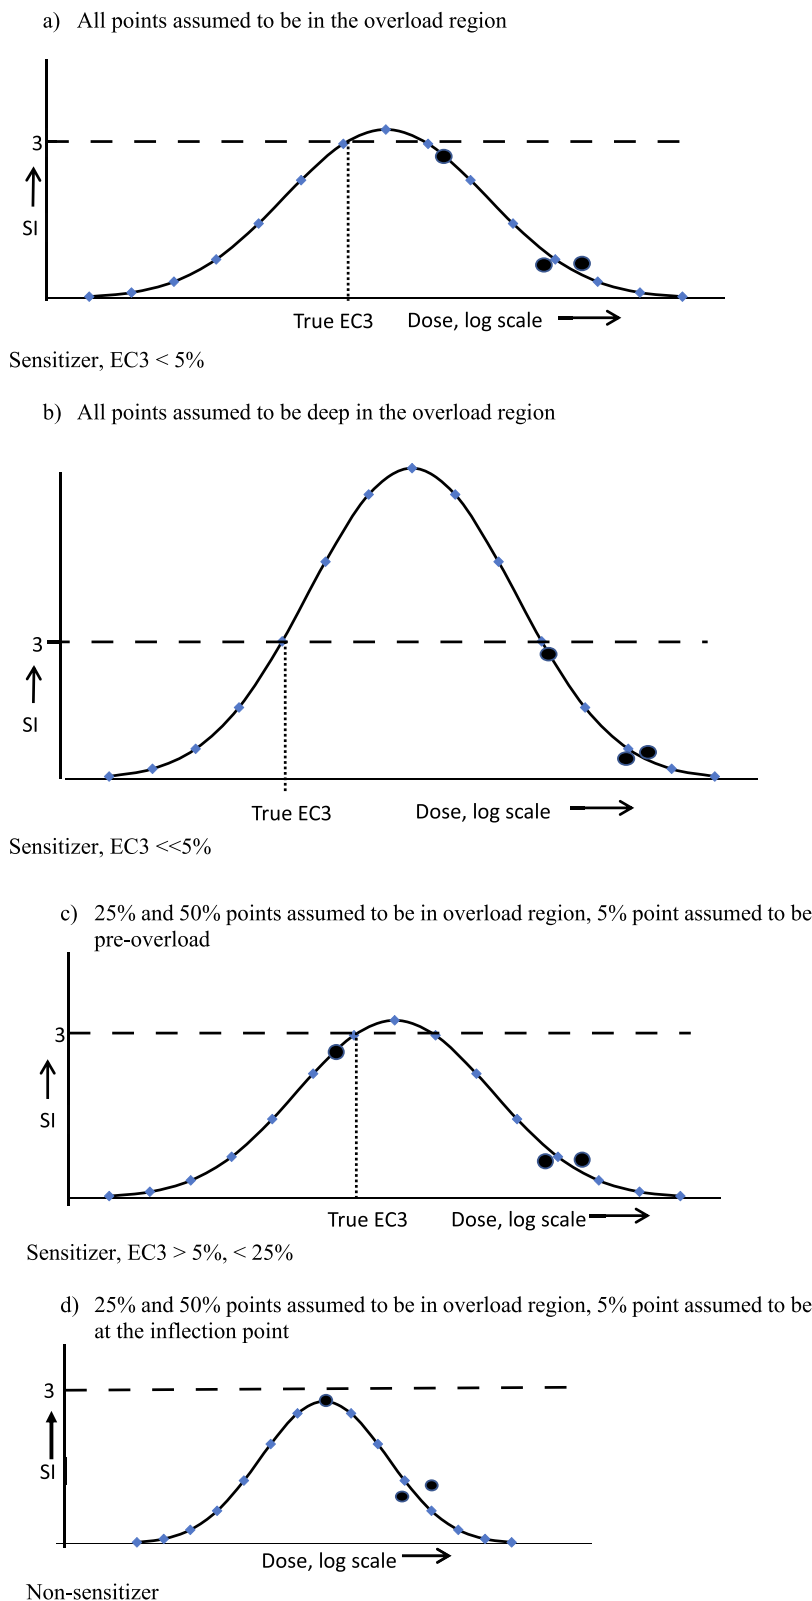 a) All points assumed to be in the overload region
3
SI
True EC3 Dose, log scale
Sensitizer, EC3 < 5%
b) All points assumed to be deep in the overload region
3
SI
True EC3 Dose, log scale
Sensitizer, EC3 <<5%
c) 25% and 50% points assumed to be in overload region, 5% point assumed to be
pre-overload
3
SI
True EC3 Dose, log scale
Sensitizer, EC3 > 5%, < 25%
d) 25% and 50% points assumed to be in overload region, 5% point assumed to be
at the inflection point
3
SI
Dose, log scale
Non-sensitizer